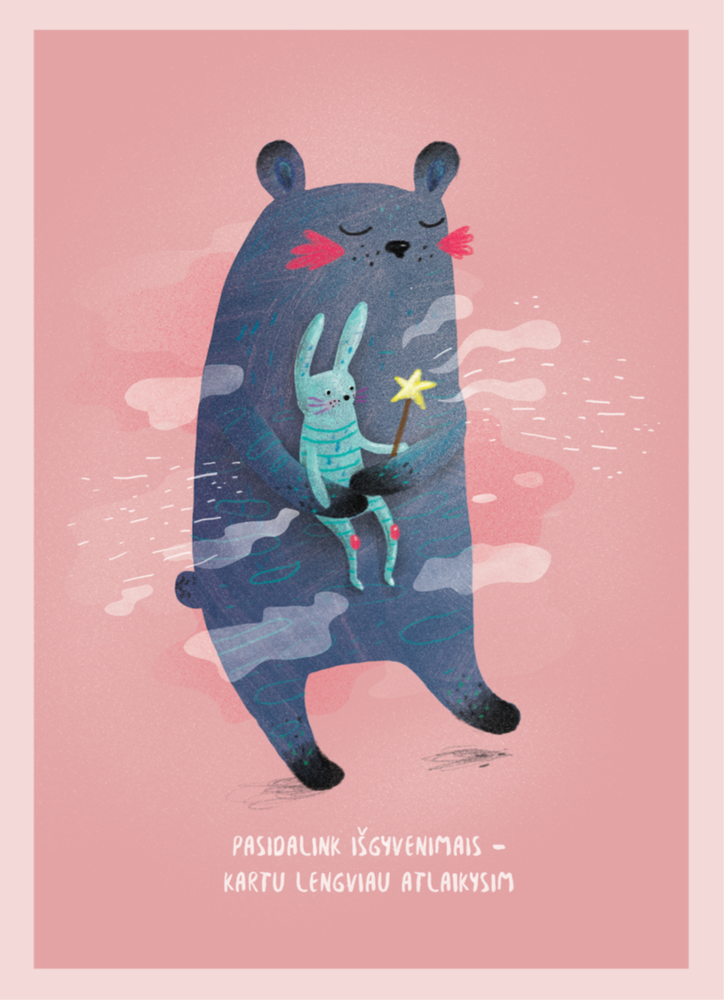 PASIDALINK IŠGYVENIMAIS –
KARTU LENGVIAU ATLAIKYSIM